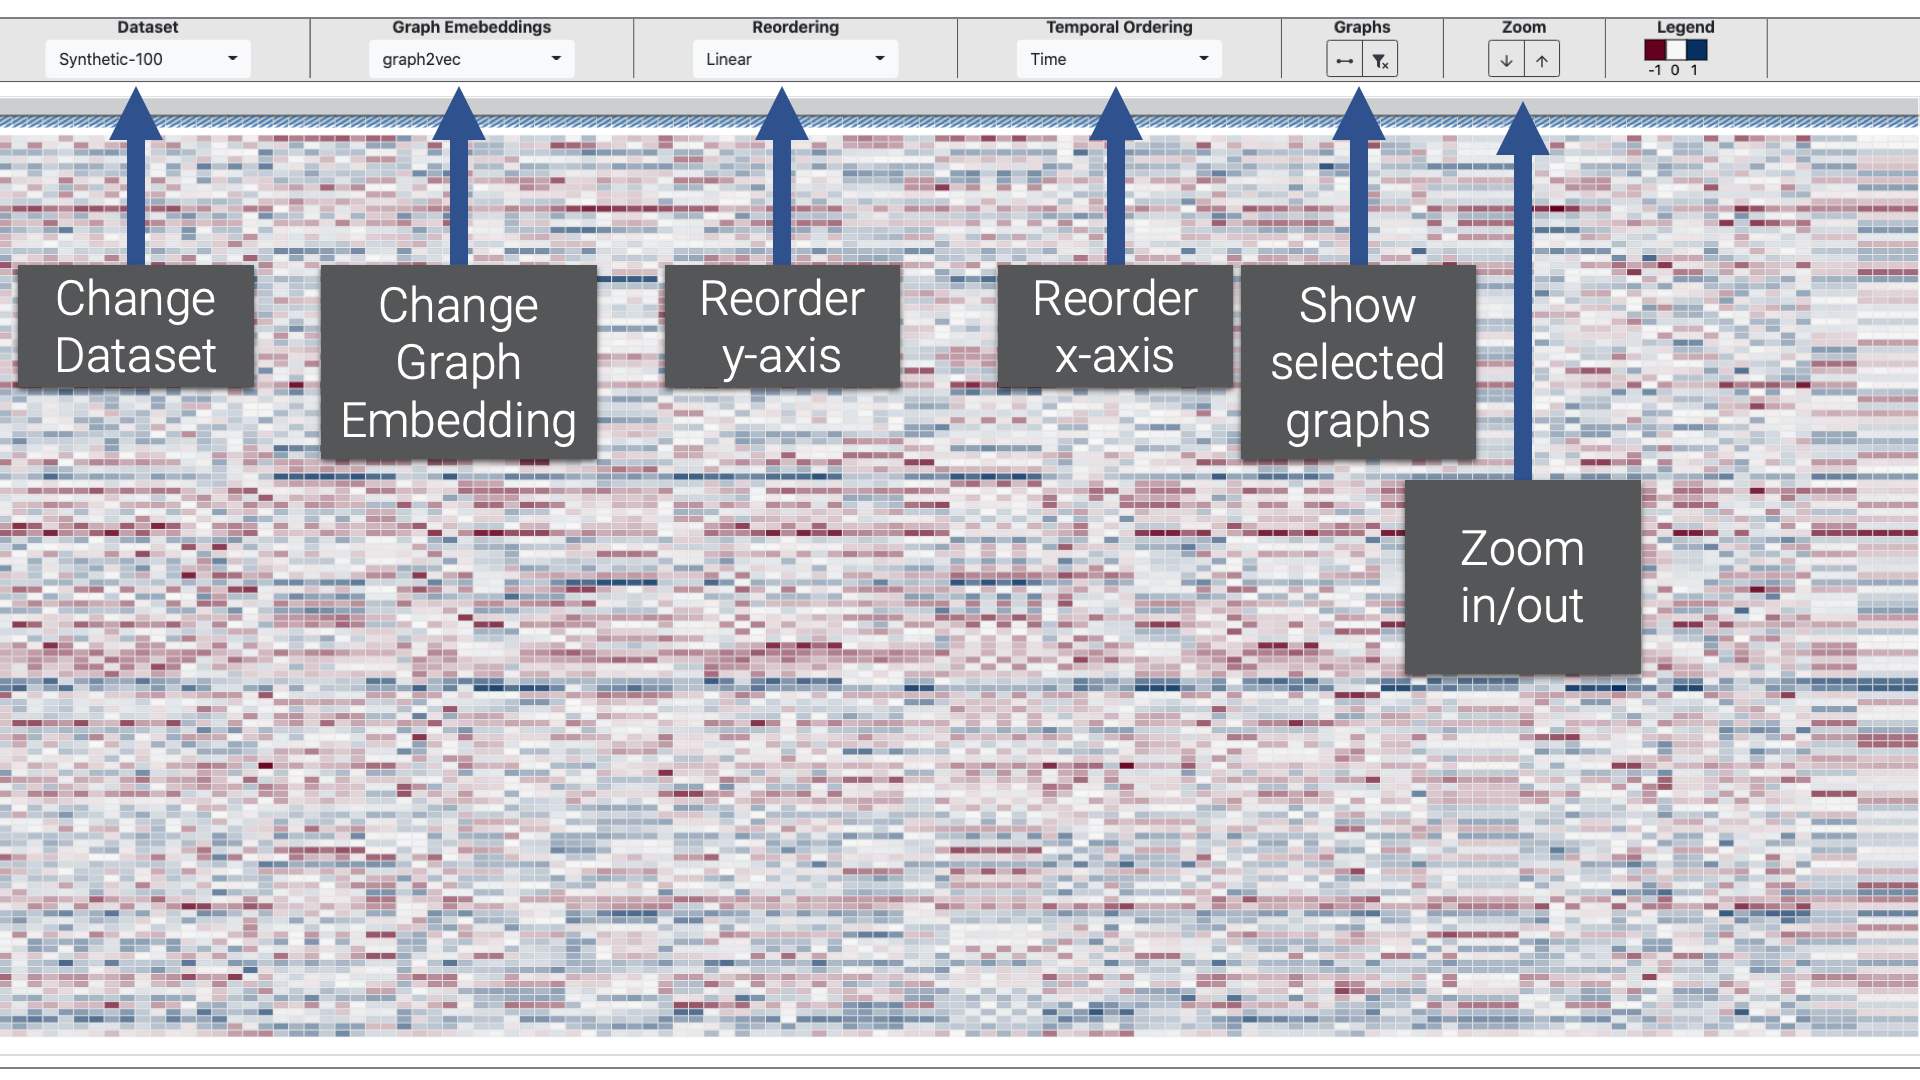 Dataset
Graph Emebeddings
Reordering
Temporal Ordering
Graphs
Zoom
Legend
Synthetic-100
graph2vec
Linear
Time
-1 0 1
Change
Dataset
Change
Graph
Embedding
Reorder
y-axis
Reorder
x-axis
Show
selected
graphs
Zoom
in/out